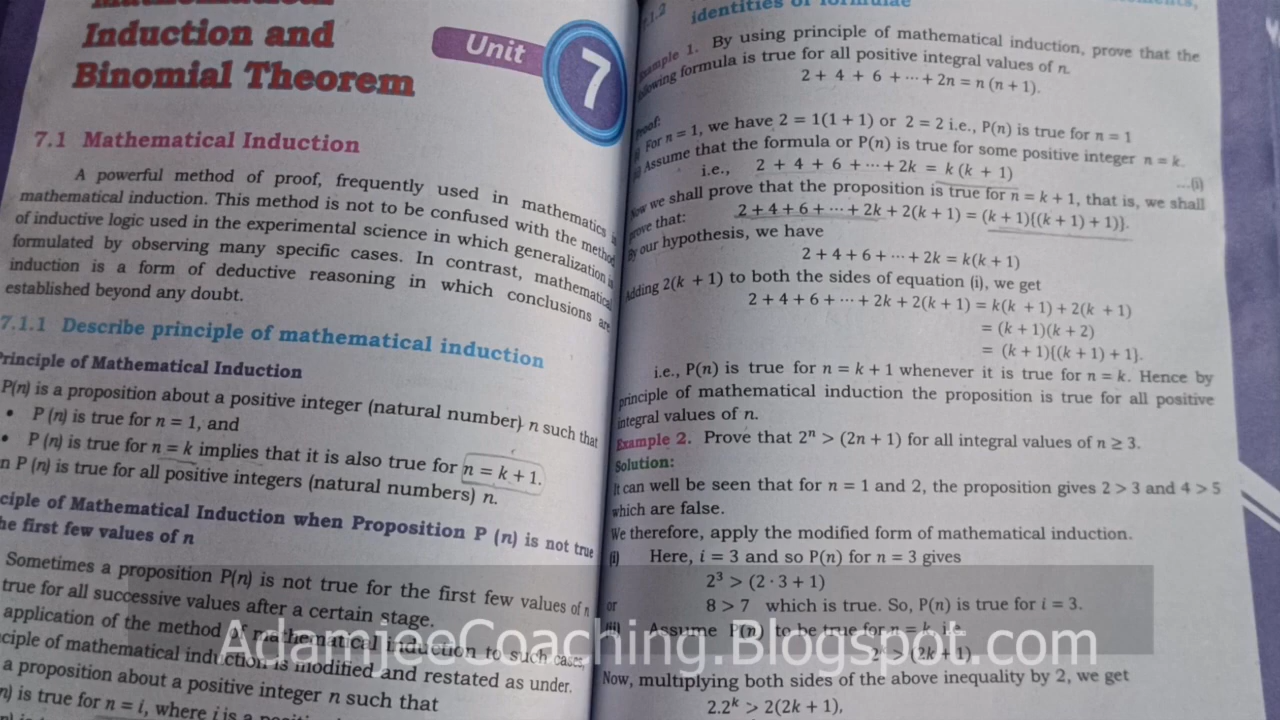 Mathematical
Induction and
Binomial Theorem
Unit
7
7.1 Mathematical Induction
A powerful method of proof, frequently used in mathematics is
mathematical induction. This method is not to be confused with the method
of inductive logic used in the experimental science in which generalization is
formulated by observing many specific cases. In contrast, mathematical
induction is a form of deductive reasoning in which conclusions are
established beyond any doubt.
7.1.1 Describe principle of mathematical induction
Principle of Mathematical Induction
P(n) is a proposition about a positive integer (natural number) n such that
• P (n) is true for n = 1, and
• P (n) is true for n = k implies that it is also true for n = k + 1.
n P (n) is true for all positive integers (natural numbers) n.
ciple of Mathematical Induction when Proposition P (n) is not true
he first few values of n
Sometimes a proposition P(n) is not true for the first few values of n
true for all successive values after a certain stage.
application of the method of mathematical induction to such cases,
ciple of mathematical induction is modified and restated as under.
a proposition about a positive integer n such that
n) is true for n = i, where i is a
7.1.2
identities or formulae
Example 1. By using principle of mathematical induction, prove that the
following formula is true for all positive integral values of n.
2 + 4 + 6 + ⋯ + 2n = n (n + 1).
Proof:
(i) For n = 1, we have 2 = 1(1 + 1) or 2 = 2 i.e., P(n) is true for n = 1
(ii) Assume that the formula or P(n) is true for some positive integer n = k.
i.e., 2 + 4 + 6 + ⋯ + 2k = k (k + 1) ...(i)
Now we shall prove that the proposition is true for n = k + 1, that is, we shall
prove that: 2 + 4 + 6 + ⋯ + 2k + 2(k + 1) = (k + 1){(k + 1) + 1)}.
By our hypothesis, we have
2 + 4 + 6 + ⋯ + 2k = k(k + 1)
Adding 2(k + 1) to both the sides of equation (i), we get
2 + 4 + 6 + ⋯ + 2k + 2(k + 1) = k(k + 1) + 2(k + 1)
= (k + 1)(k + 2)
= (k + 1){(k + 1) + 1}.
i.e., P(n) is true for n = k + 1 whenever it is true for n = k. Hence by
principle of mathematical induction the proposition is true for all positive
integral values of n.
Example 2. Prove that 2ⁿ > (2n + 1) for all integral values of n ≥ 3.
Solution:
It can well be seen that for n = 1 and 2, the proposition gives 2 > 3 and 4 > 5
which are false.
We therefore, apply the modified form of mathematical induction.
(i) Here, i = 3 and so P(n) for n = 3 gives
2³ > (2 · 3 + 1)
or 8 > 7 which is true. So, P(n) is true for i = 3.
(ii) Assume P(n) to be true for n = k, i.e.
2ᵏ > (2k + 1)
Now, multiplying both sides of the above inequality by 2, we get
2.2ᵏ > 2(2k + 1),
AdamjeeCoaching.Blogspot.com